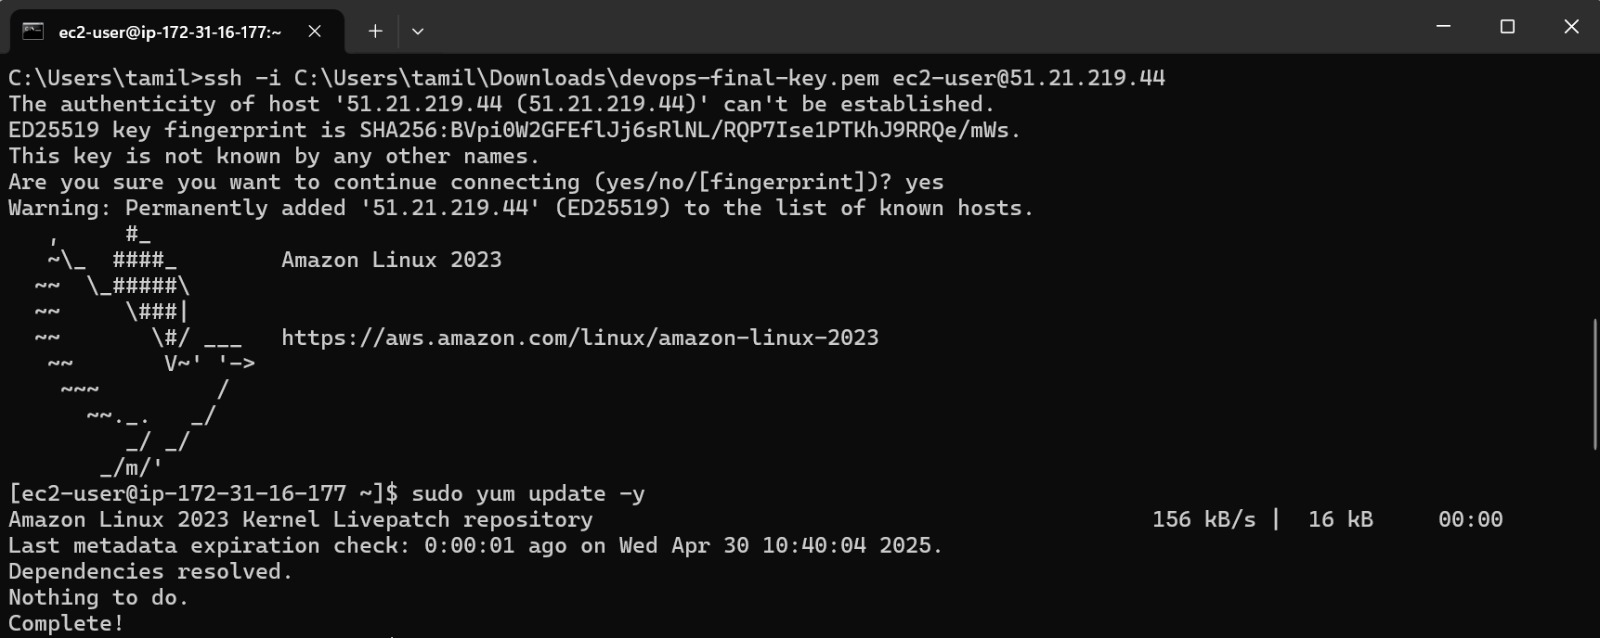 ec2-user@ip-172-31-16-177:~
C:\Users\tamil>ssh -i C:\Users\tamil\Downloads\devops-final-key.pem ec2-user@51.21.219.44
The authenticity of host '51.21.219.44 (51.21.219.44)' can't be established.
ED25519 key fingerprint is SHA256:BVpi0W2GFEflJj6sRlNL/RQP7Ise1PTKhJ9RRQe/mWs.
This key is not known by any other names.
Are you sure you want to continue connecting (yes/no/[fingerprint])? yes
Warning: Permanently added '51.21.219.44' (ED25519) to the list of known hosts.
   ,     #_
   ~\_  ####_        Amazon Linux 2023
  ~~  \_#####\
  ~~     \###|
  ~~       \#/ ___   https://aws.amazon.com/linux/amazon-linux-2023
   ~~       V~' '->
    ~~~         /
      ~~._.   _/
         _/ _/
       _/m/'
[ec2-user@ip-172-31-16-177 ~]$ sudo yum update -y
Amazon Linux 2023 Kernel Livepatch repository                                           156 kB/s |  16 kB     00:00
Last metadata expiration check: 0:00:01 ago on Wed Apr 30 10:40:04 2025.
Dependencies resolved.
Nothing to do.
Complete!